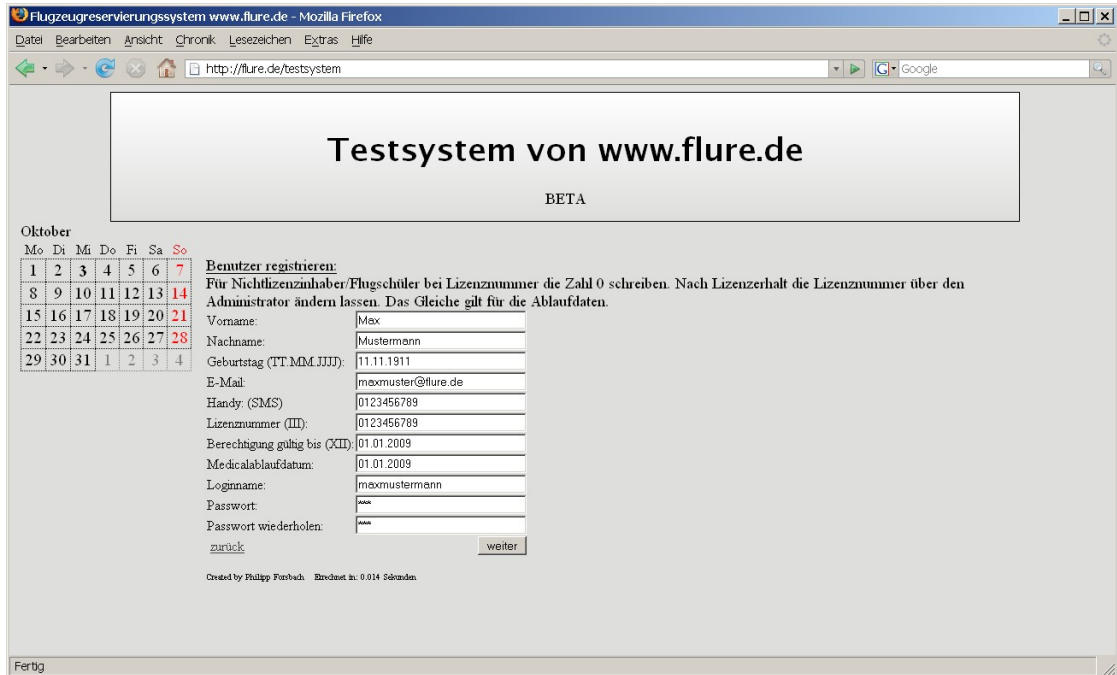 Flugzeugreservierungssystem www.flure.de - Mozilla Firefox
Datei Bearbeiten Ansicht Chronik Lesezeichen Extras Hilfe
http://flure.de/testsystem
G Google
Testsystem von www.flure.de
BETA
Oktober
Mo Di Mi Do Fi Sa So
1 2 3 4 5 6 7
8 9 10 11 12 13 14
15 16 17 18 19 20 21
22 23 24 25 26 27 28
29 30 31 1 2 3 4
Benutzer registrieren:
Für Nichtlizenzinhaber/Flugschüler bei Lizenznummer die Zahl 0 schreiben. Nach Lizenzerhalt die Lizenznummer über den
Administrator ändern lassen. Das Gleiche gilt für die Ablaufdaten.
Vorname: Max
Nachname: Mustermann
Geburtstag (TT.MM.JJJJ): 11.11.1911
E-Mail: maxmuster@flure.de
Handy: (SMS) 0123456789
Lizenznummer (III): 0123456789
Berechtigung gültig bis (XII): 01.01.2009
Medicalablaufdatum: 01.01.2009
Loginname: maxmustermann
Passwort: ***
Passwort wiederholen: ***
zurück weiter
Created by Philipp Forsbach Errechnet in: 0.014 Sekunden
Fertig